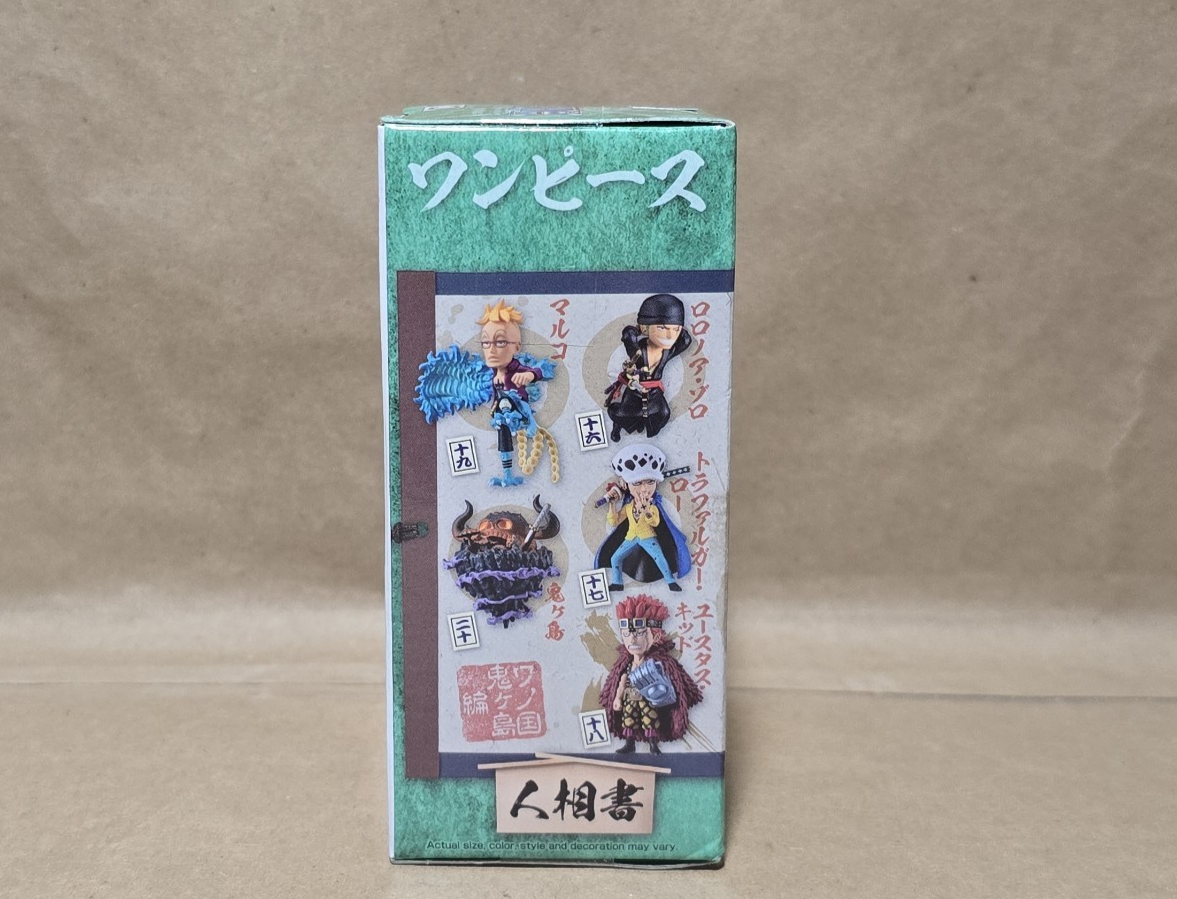 ワンピース
ロロノア・ゾロ
十六
トラファルガー・
ロー
十七
ユースタス・
キッド
十八
マルコ
十九
鬼ヶ島
二十
ワノ国
鬼ヶ島
編
人相書
Actual size, color, style and decoration may vary.